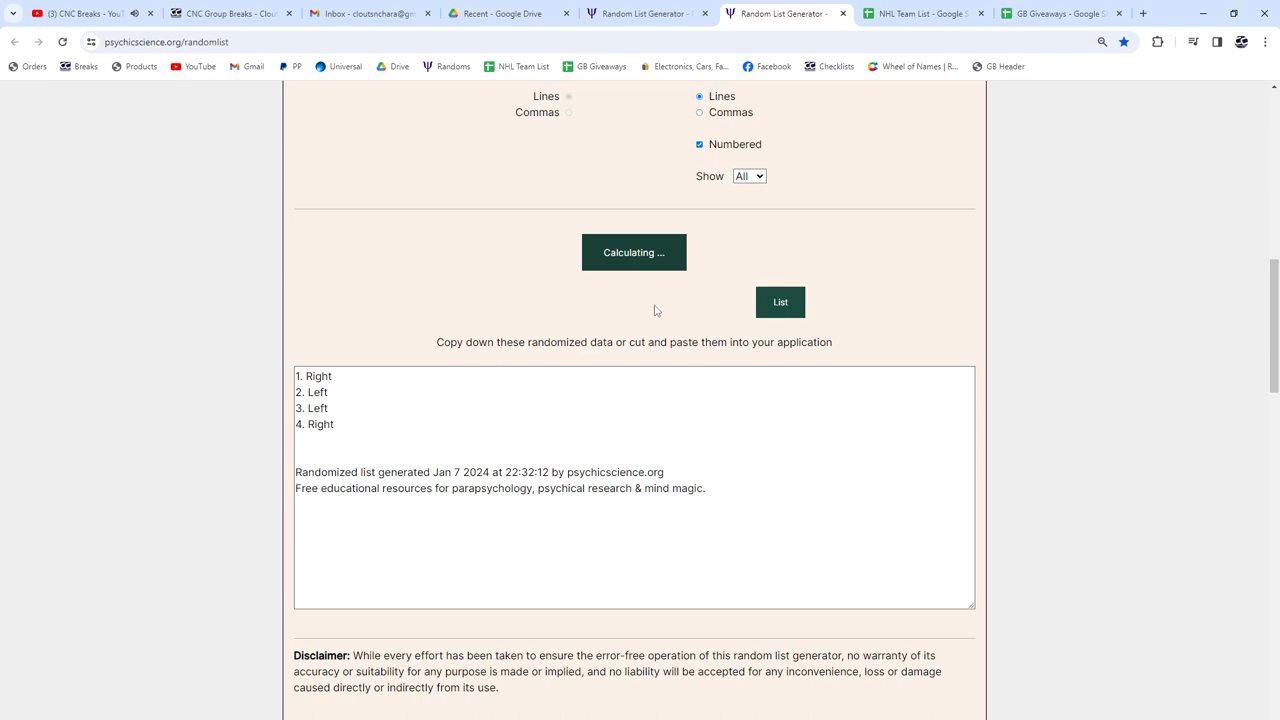 (3) CNC Breaks - YouT
CNC Group Breaks - Clout
Inbox - cloutsnchara@gm
Recent - Google Drive
Random List Generator -
Random List Generator -
NHL Team List - Google S
GB Giveaways - Google S
psychicscience.org/randomlist
Orders
Breaks
Products
YouTube
Gmail
PP
Universal
Drive
Randoms
NHL Team List
GB Giveaways
Electronics, Cars, Fa...
Facebook
Checklists
Wheel of Names | R...
GB Header
Lines
Lines
Commas
Commas
Numbered
Show All
Calculating ...
List
Copy down these randomized data or cut and paste them into your application
1. Right
2. Left
3. Left
4. Right
Randomized list generated Jan 7 2024 at 22:32:12 by psychicscience.org
Free educational resources for parapsychology, psychical research & mind magic.
Disclaimer: While every effort has been taken to ensure the error-free operation of this random list generator, no warranty of its
accuracy or suitability for any purpose is made or implied, and no liability will be accepted for any inconvenience, loss or damage
caused directly or indirectly from its use.